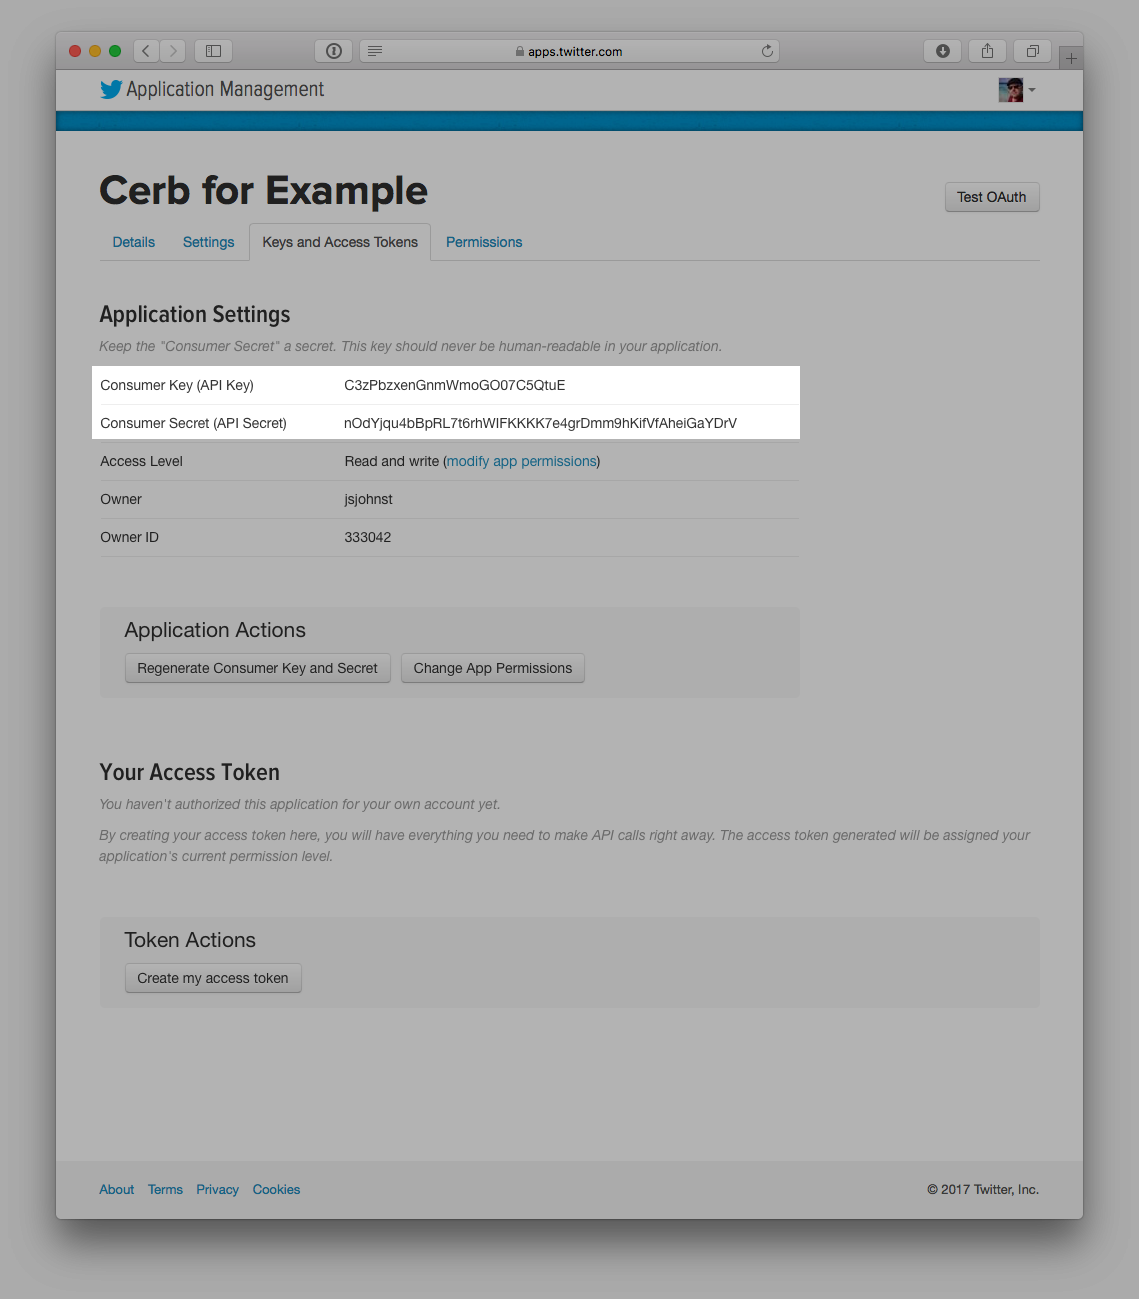 apps.twitter.com
Application Management
Cerb for Example
Test OAuth
Details Settings Keys and Access Tokens Permissions
Application Settings
Keep the "Consumer Secret" a secret. This key should never be human-readable in your application.
Consumer Key (API Key) C3zPbzxenGnmWmoGO07C5QtuE
Consumer Secret (API Secret) nOdYjqu4bBpRL7t6rhWIFKKKK7e4grDmm9hKifVfAheiGaYDrV
Access Level Read and write (modify app permissions)
Owner jsjohnst
Owner ID 333042
Application Actions
Regenerate Consumer Key and Secret Change App Permissions
Your Access Token
You haven't authorized this application for your own account yet.
By creating your access token here, you will have everything you need to make API calls right away. The access token generated will be assigned your
application's current permission level.
Token Actions
Create my access token
About Terms Privacy Cookies © 2017 Twitter, Inc.